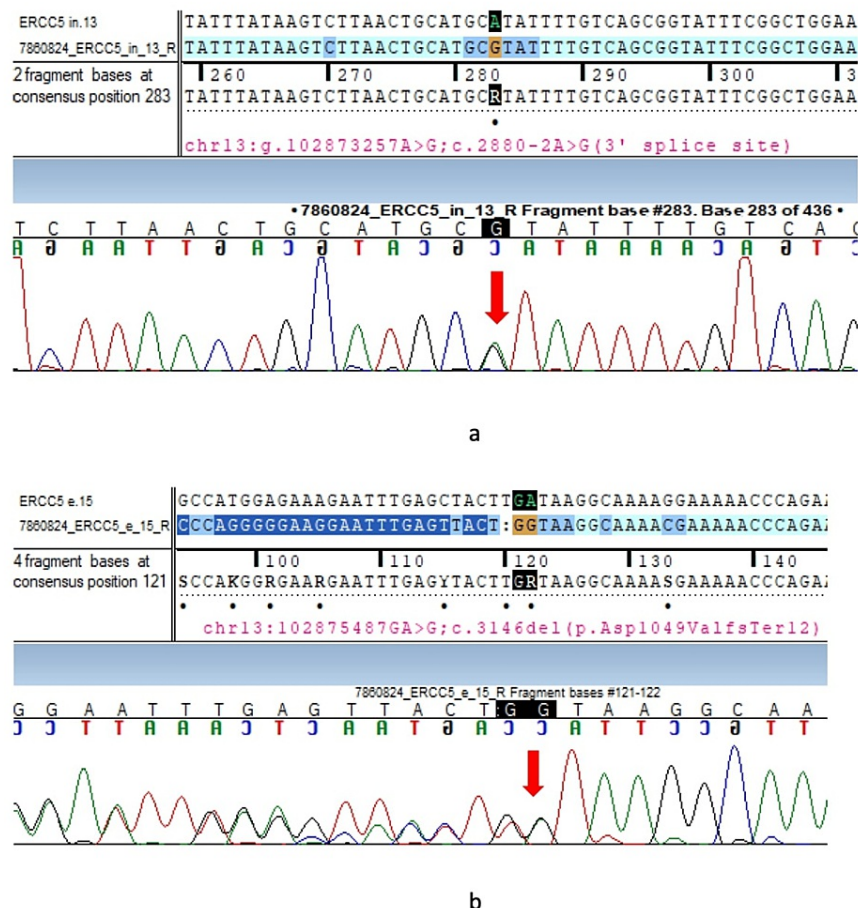 ERCC5 in.13 TATTTATAAGTCTTAACTGCATGCATATTTTGTCAGCGGTATTTCGGCTGGAA
7860824_ERCC5_in_13_R TATTTATAAGTCTTAACTGCATGCGTATTTTGTCAGCGGTATTTCGGCTGGAA
2 fragment bases at 260 270 280 290 300 3
consensus position 283 TATTTATAAGTCTTAACTGCATGCRTATTTTGTCAGCGGTATTTCGGCTGGAA
chr13:g.102873257A>G;c.2880-2A>G(3' splice site)
•7860824_ERCC5_in_13_R Fragment base #283. Base 283 of 436 •
T C T T A A C T G C A T G C G T A T T T T G T C A C
A G A A T T G A C G T A C G C A T A A A A C A G T C
a
ERCC5 e.15 GCCATGGAGAAAGAATTTGAGCTACTTGATAAGGCAAAAGGAAAAACCCAGA
7860824_ERCC5_e_15_R CCCAGGGGGAAGGAATTTGAGTTACT:GGTAAGGCAAAACGAAAAACCCAGA
4 fragment bases at 100 110 120 130 140
consensus position 121 SCCAKGGRGAARGAATTTGAGYTACTTGRTAAGGCAAAASGAAAAACCCAGA
chr13:102875487GA>G;c.3146del(p.Asp1049ValfsTer12)
7860824_ERCC5_e_15_R Fragment bases #121-122
G G A A T T T G A G T T A C T : G G T A A G G C A A
C C T T A A A C T C A A T G A C C A T T C C G T T
b